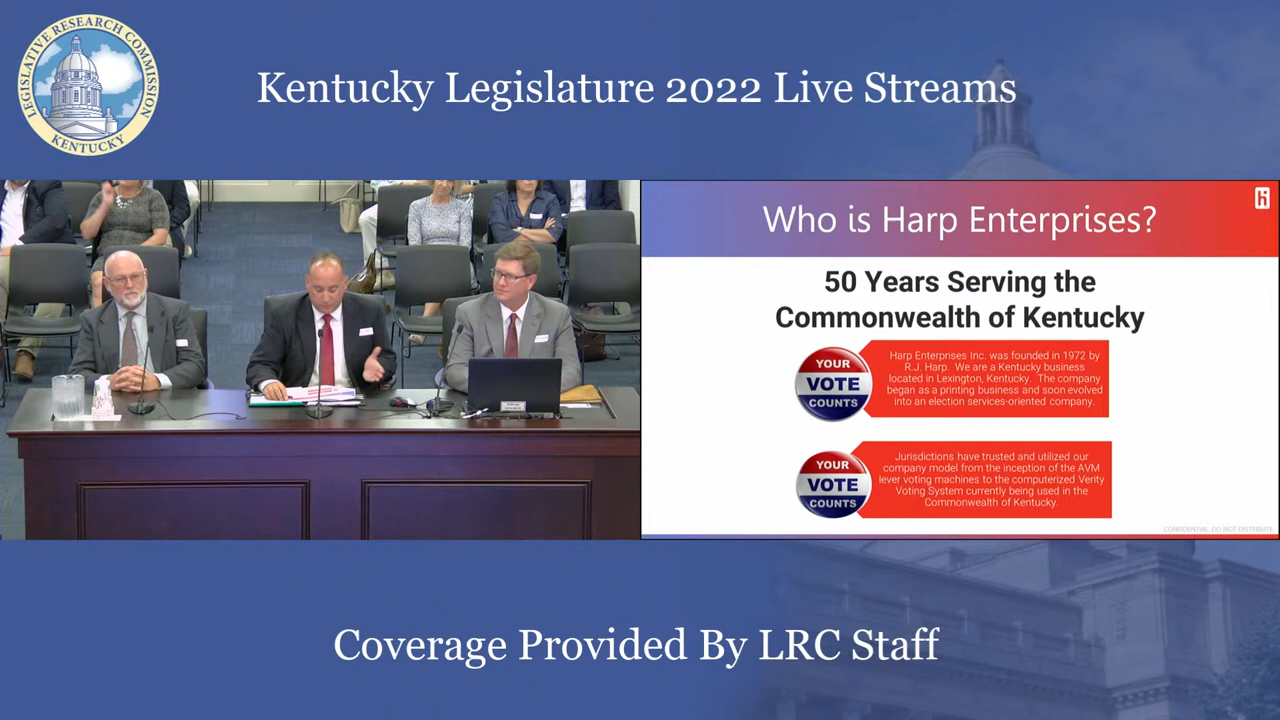 LEGISLATIVE RESEARCH COMMISSION
KENTUCKY
Kentucky Legislature 2022 Live Streams
Who is Harp Enterprises?
50 Years Serving the
Commonwealth of Kentucky
YOUR
VOTE
COUNTS
Harp Enterprises Inc. was founded in 1972 by
R.J. Harp. We are a Kentucky business
located in Lexington, Kentucky. The company
began as a printing business and soon evolved
into an election services-oriented company.
YOUR
VOTE
COUNTS
Jurisdictions have trusted and utilized our
company model from the inception of the AVM
lever voting machines to the computerized Verity
Voting System currently being used in the
Commonwealth of Kentucky.
CONFIDENTIAL. DO NOT DISTRIBUTE.
Coverage Provided By LRC Staff